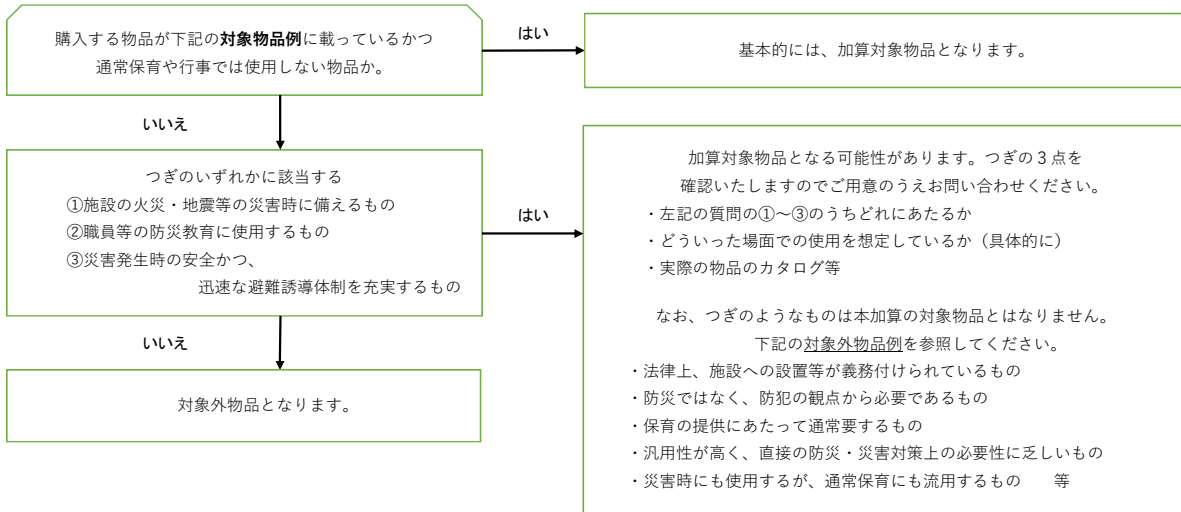 購入する物品が下記の対象物品例に載っているかつ
通常保育や行事では使用しない物品か。
はい
基本的には、加算対象物品となります。
いいえ
つぎのいずれかに該当する
①施設の火災・地震等の災害時に備えるもの
②職員等の防災教育に使用するもの
③災害発生時の安全かつ、
迅速な避難誘導体制を充実するもの
はい
加算対象物品となる可能性があります。つぎの３点を
確認いたしますのでご用意のうえお問い合わせください。
・左記の質問の①～③のうちどれにあたるか
・どういった場面での使用を想定しているか（具体的に）
・実際の物品のカタログ等
なお、つぎのようなものは本加算の対象物品とはなりません。
下記の対象外物品例を参照してください。
・法律上、施設への設置等が義務付けられているもの
・防災ではなく、防犯の観点から必要であるもの
・保育の提供にあたって通常要するもの
・汎用性が高く、直接の防災・災害対策上の必要性に乏しいもの
・災害時にも使用するが、通常保育にも流用するもの　　等
いいえ
対象外物品となります。